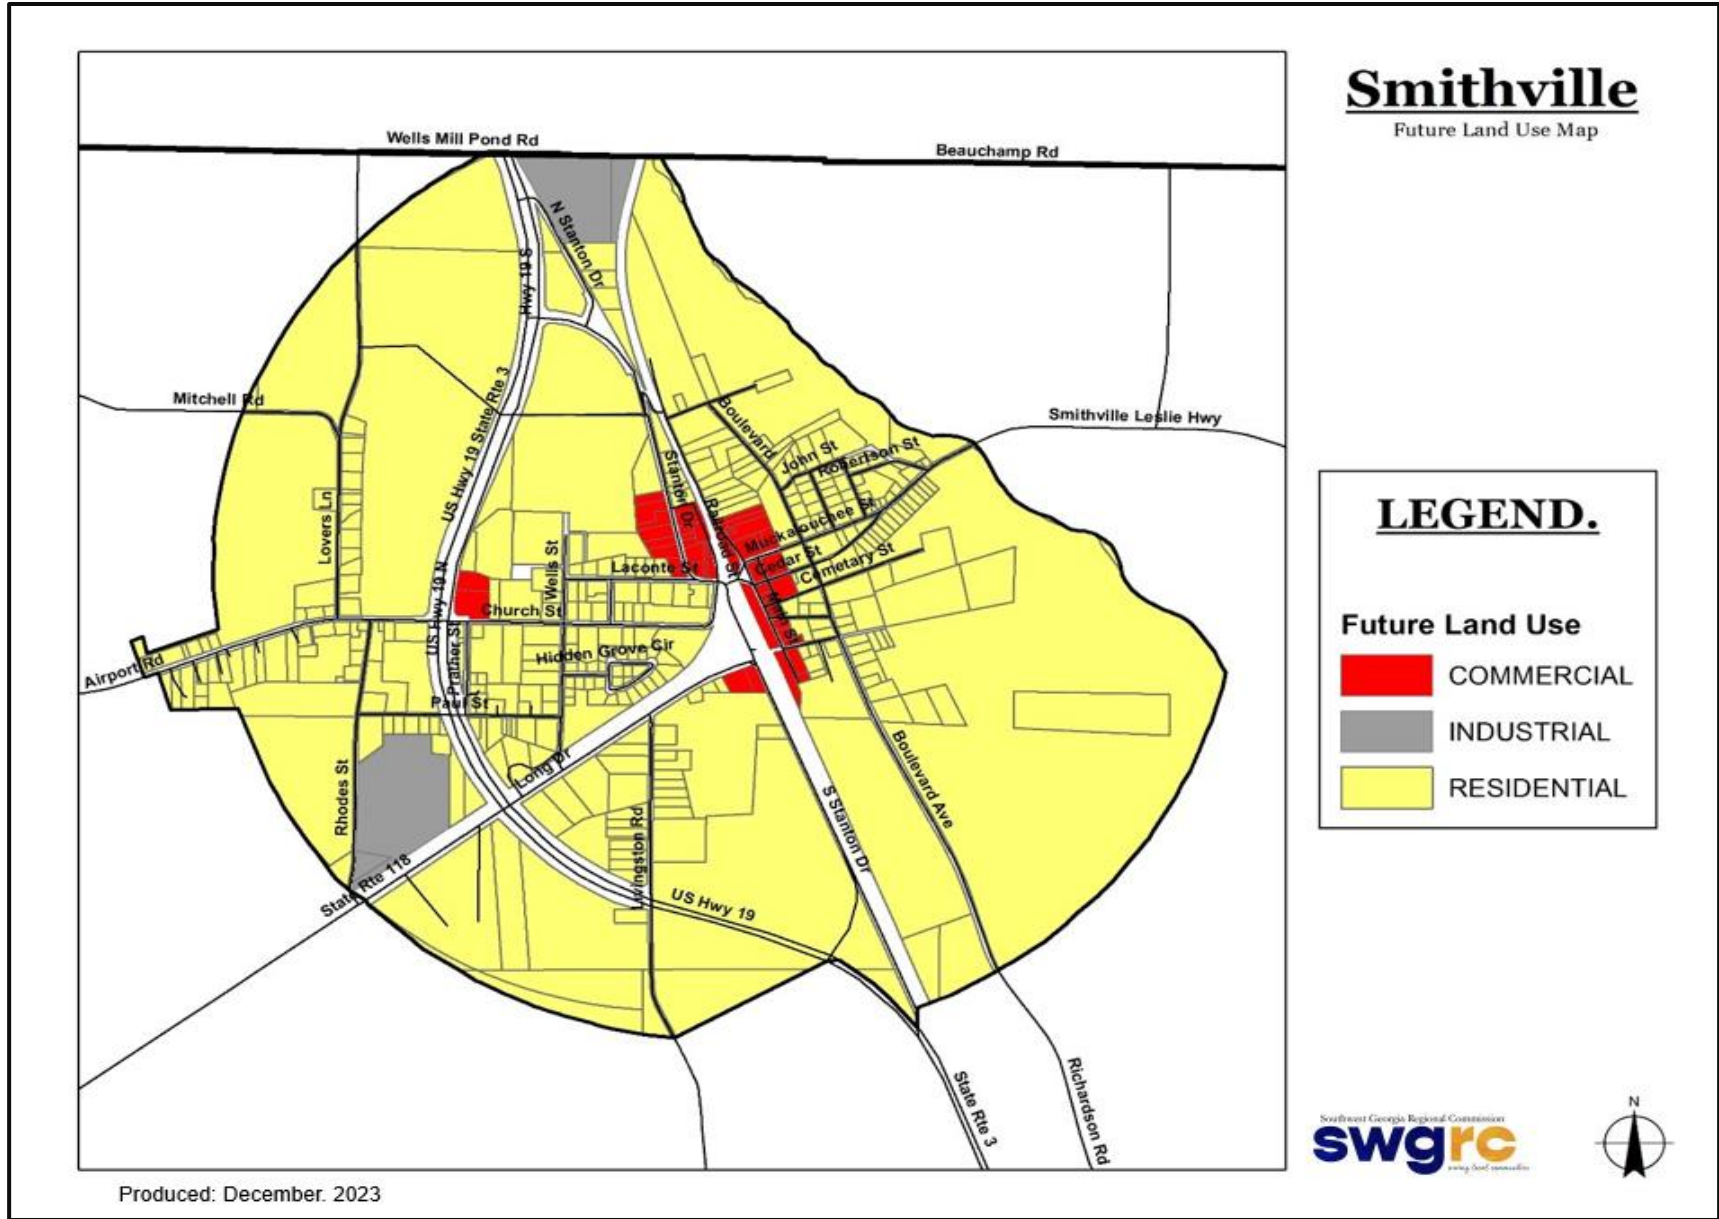 Smithville
Future Land Use Map
Wells Mill Pond Rd
Beauchamp Rd
N Stanton Dr
Hwy 19 S
US Hwy 19 State Rte 3
Mitchell Rd
Smithville Leslie Hwy
Boulevard
John St
Robertson St
Stanton Dr
Railroad St
Muckalouchee St
Cedar St
Cemetary St
Lovers Ln
Wells St
Laconte St
Church St
US Hwy 19 N
Main St
Prather St
Hidden Grove Cir
Airport Rd
Paul St
Long Dr
Rhodes St
Boulevard Ave
S Stanton Dr
Livingston Rd
State Rte 118
US Hwy 19
State Rte 3
Richardson Rd
LEGEND.
Future Land Use
COMMERCIAL
INDUSTRIAL
RESIDENTIAL
Southwest Georgia Regional Commission
swgrc
N
Produced: December. 2023